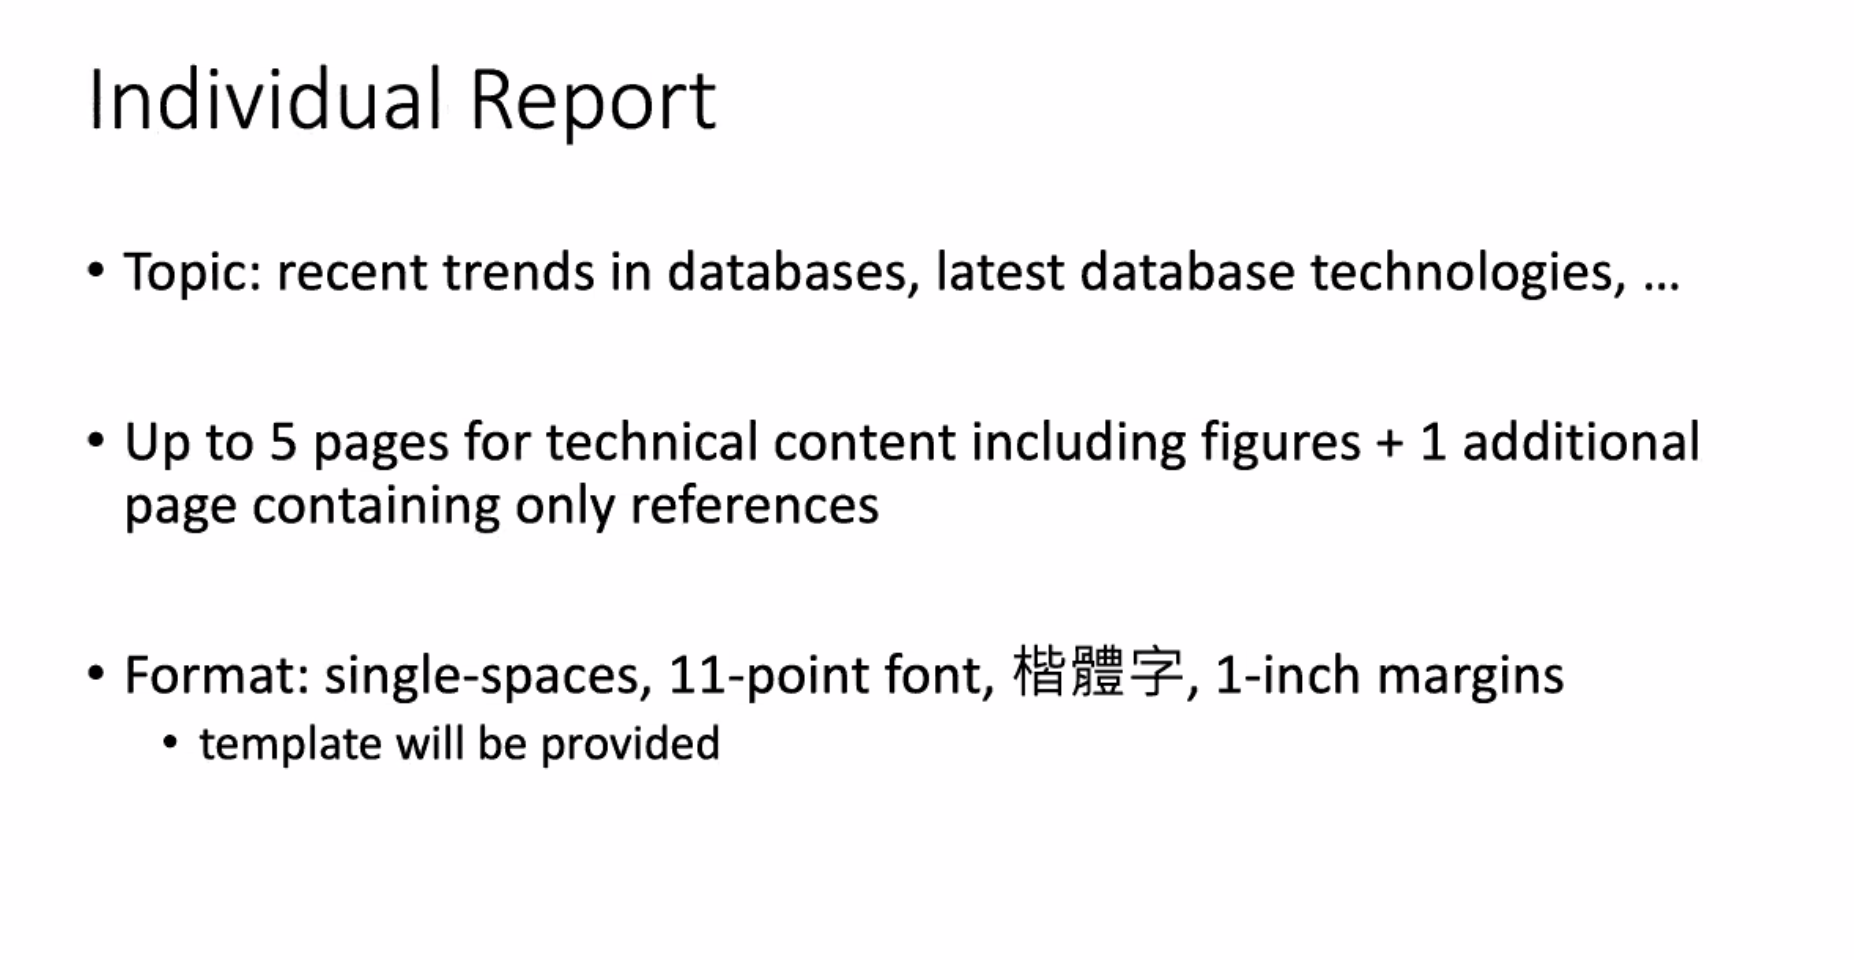 Individual Report
• Topic: recent trends in databases, latest database technologies, ...
• Up to 5 pages for technical content including figures + 1 additional
page containing only references
• Format: single-spaces, 11-point font, 楷體字, 1-inch margins
• template will be provided